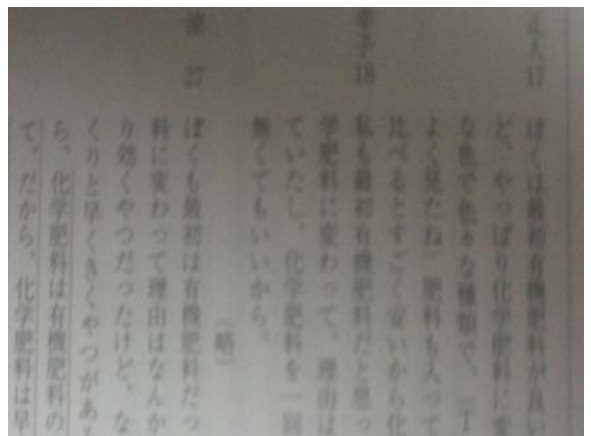 正人17 ぼくは最初有機肥料が良い
ど、やっぱり化学肥料に変
な色で色々な種類で、(T
よく見たね)肥料も入って
比べるとすごく安いから化
幸子18 私も最初有機肥料だと思っ
学肥料に変わって、理由は
ていたし、化学肥料を一回
無くてもいいから。
(略)
涼 27 ぼくも最初は有機肥料だっ
料に変わって理由はなんか
り効くやつだったけど、な
くりと早くきくやつがある
ら、化学肥料は有機肥料の
て、だから、化学肥料は早